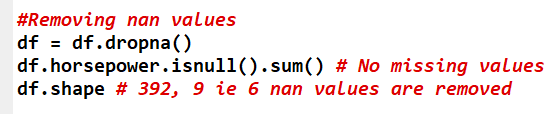 #Removing nan values
df = df.dropna()
df.horsepower.isnull().sum() # No missing values
df.shape # 392, 9 ie 6 nan values are removed